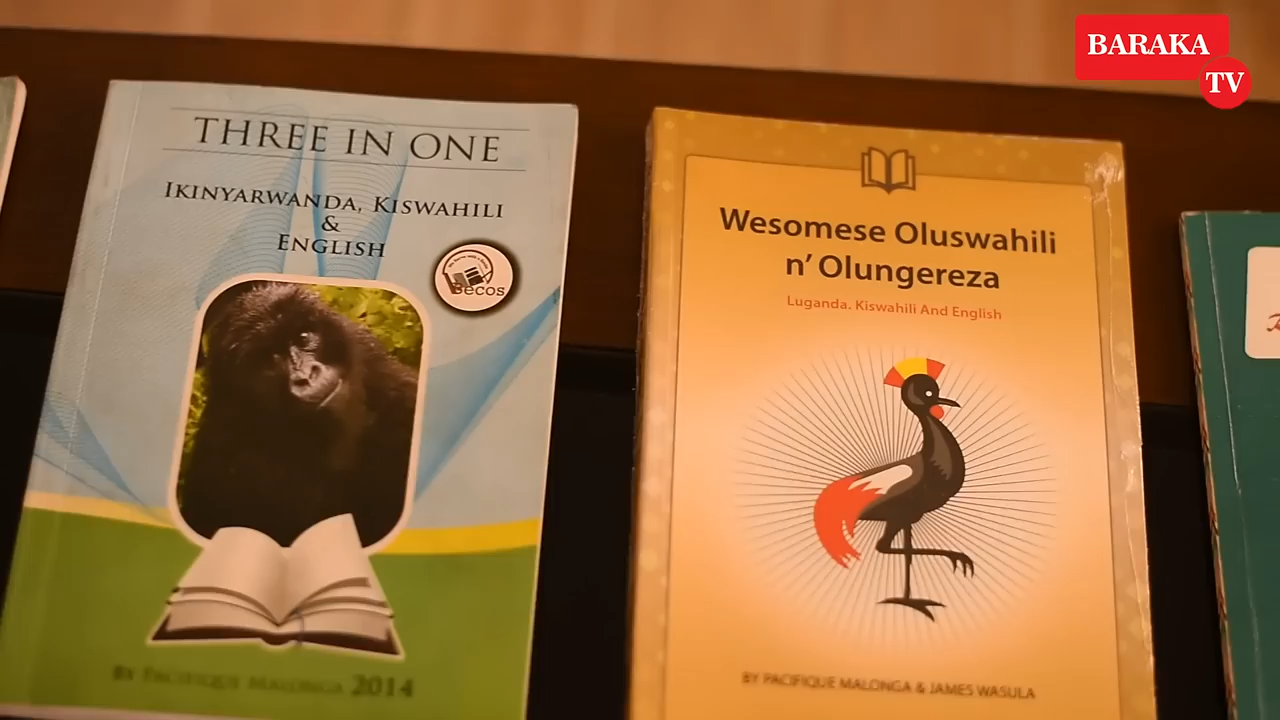 BARAKA
TV
THREE IN ONE
IKINYARWANDA, KISWAHILI
&
ENGLISH
Becos
BY PACIFIQUE MALONGA 2014
Wesomese Oluswahili
n' Olungereza
Luganda. Kiswahili And English
BY PACIFIQUE MALONGA & JAMES WASULA